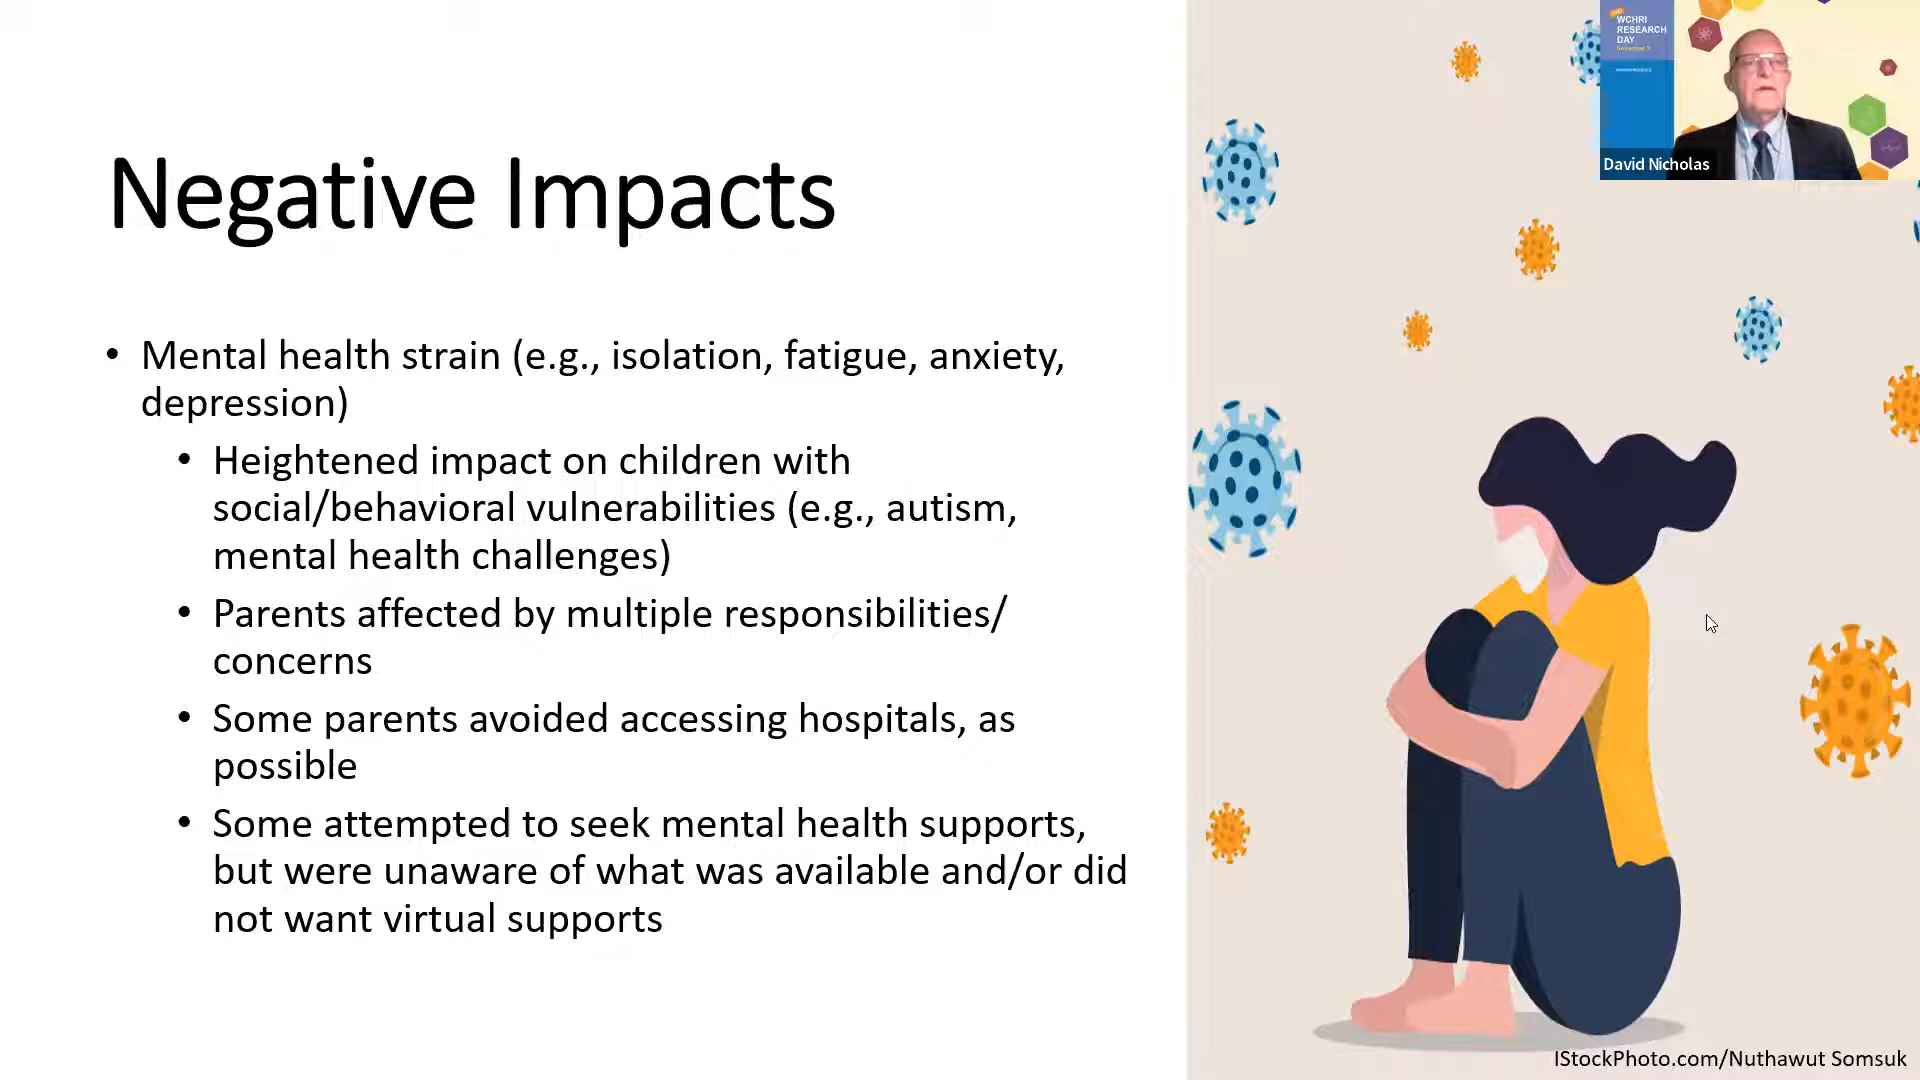 Negative Impacts
• Mental health strain (e.g., isolation, fatigue, anxiety,
depression)
• Heightened impact on children with
social/behavioral vulnerabilities (e.g., autism,
mental health challenges)
• Parents affected by multiple responsibilities/
concerns
• Some parents avoided accessing hospitals, as
possible
• Some attempted to seek mental health supports,
but were unaware of what was available and/or did
not want virtual supports
WCHRI
RESEARCH
DAY
David Nicholas
IStockPhoto.com/Nuthawut Somsuk